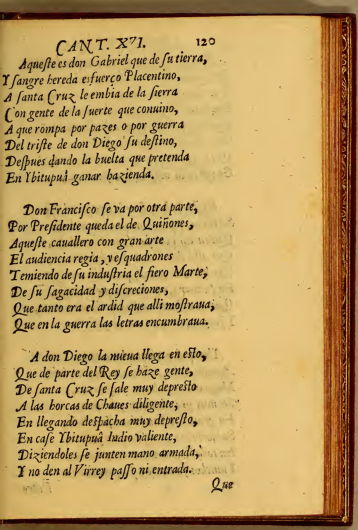 CANT. XVI. 120
Aqueſte es don Gabriel que de ſu tierra,
Y ſangre hereda esfuerço Placentino,
A ſanta Cruz le embia de la ſierra
Con gente de la ſuerte que conuino,
A que rompa por pazes o por guerra
Del triſte de don Diego ſu deſtino,
Deſpues dando la buelta que pretenda
En Ybitupuâ ganar hazienda.
Don Franciſco ſe va por otra parte,
Por Preſidente queda el de Quiñones,
Aqueſte cauallero con gran arte
El audiencia regia, y eſquadrones
Temiendo de ſu induſtria el fiero Marte,
De ſu ſagacidad y diſcreciones,
Que tanto era el ardid que alli moſtraua,
Que en la guerra las letras encumbraua.
A don Diego la nueua llega en eſto,
Que de parte del Rey ſe haze gente,
De ſanta Cruz ſe ſale muy depreſto
A las horcas de Chaues diligente,
En llegando deſpacha muy depreſto,
En caſe Ybitupuâ Indio valiente,
Diziendoles ſe junten mano armada,
Y no den al Virrey paſſo ni entrada.
Que